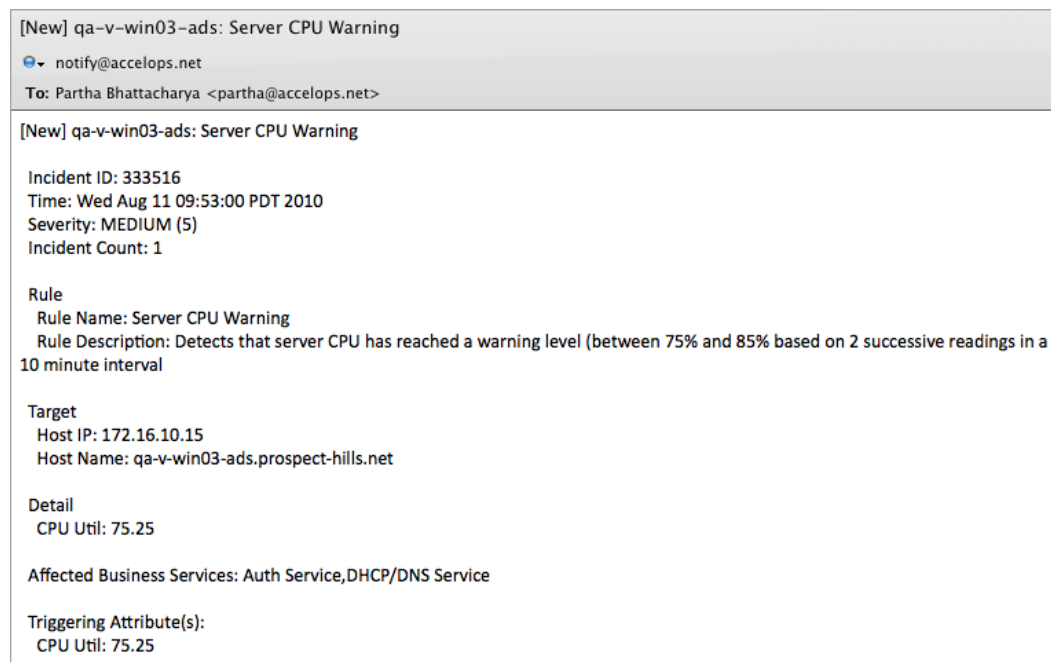 [New] qa-v-win03-ads: Server CPU Warning
notify@accelops.net
To: Partha Bhattacharya <partha@accelops.net>
[New] qa-v-win03-ads: Server CPU Warning
Incident ID: 333516
Time: Wed Aug 11 09:53:00 PDT 2010
Severity: MEDIUM (5)
Incident Count: 1
Rule
Rule Name: Server CPU Warning
Rule Description: Detects that server CPU has reached a warning level (between 75% and 85% based on 2 successive readings in a
10 minute interval
Target
Host IP: 172.16.10.15
Host Name: qa-v-win03-ads.prospect-hills.net
Detail
CPU Util: 75.25
Affected Business Services: Auth Service,DHCP/DNS Service
Triggering Attribute(s):
CPU Util: 75.25